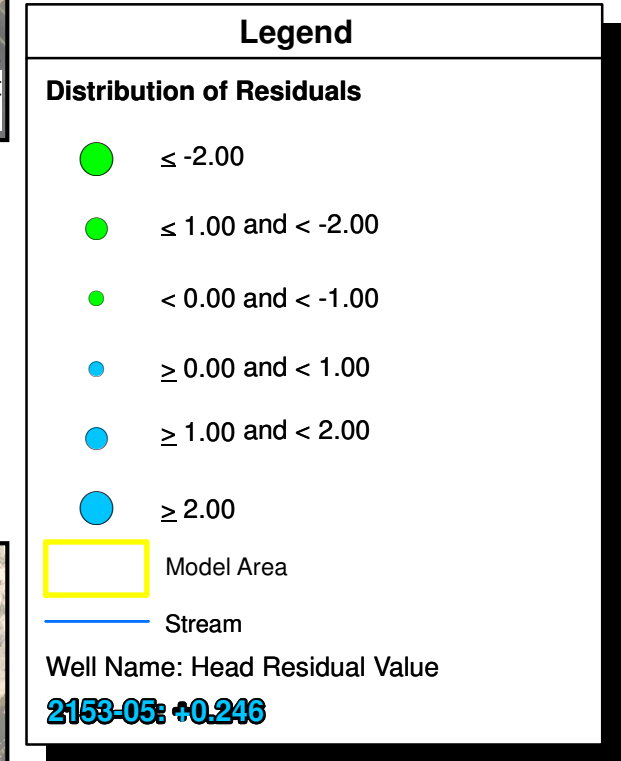 Legend
Distribution of Residuals
≤ -2.00
≤ 1.00 and < -2.00
< 0.00 and < -1.00
≥ 0.00 and < 1.00
≥ 1.00 and < 2.00
≥ 2.00
Model Area
Stream
Well Name: Head Residual Value
2153-05: +0.246